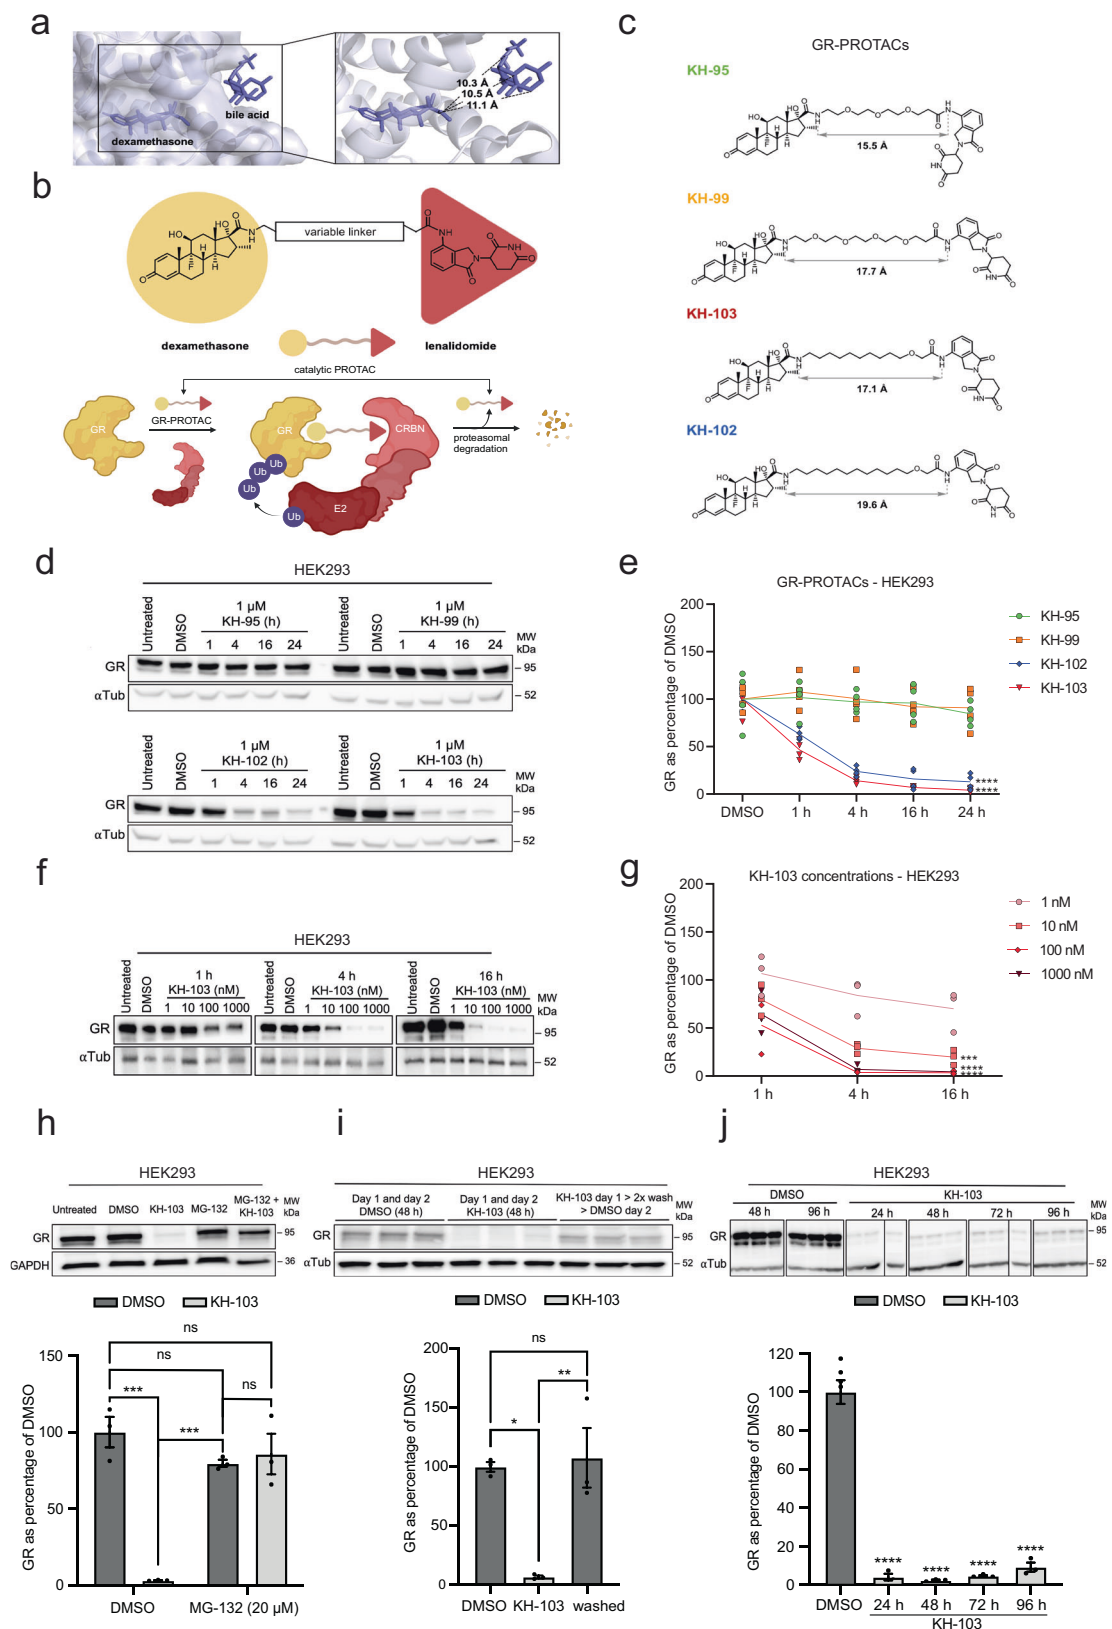 a
bile acid
dexamethasone
10.3 Å
10.5 Å
11.1 Å
b
variable linker
dexamethasone
lenalidomide
catalytic PROTAC
GR
GR-PROTAC
GR
CRBN
Ub
Ub
Ub
Ub
E2
proteasomal
degradation
c
GR-PROTACs
KH-95
15.5 Å
KH-99
17.7 Å
KH-103
17.1 Å
KH-102
19.6 Å
d
HEK293
Untreated
DMSO
1 µM
KH-95 (h)
1 4 16 24
Untreated
DMSO
1 µM
KH-99 (h)
1 4 16 24
MW
kDa
GR
95
αTub
52
Untreated
DMSO
1 µM
KH-102 (h)
1 4 16 24
Untreated
DMSO
1 µM
KH-103 (h)
1 4 16 24
MW
kDa
GR
95
αTub
52
e
GR-PROTACs - HEK293
GR as percentage of DMSO
200
150
100
50
0
DMSO 1 h 4 h 16 h 24 h
****
****
KH-95
KH-99
KH-102
KH-103
f
HEK293
Untreated
DMSO
1 h
KH-103 (nM)
1 10 100 1000
Untreated
DMSO
4 h
KH-103 (nM)
1 10 100 1000
Untreated
DMSO
16 h
KH-103 (nM)
1 10 100 1000
MW
kDa
GR
95
αTub
52
g
KH-103 concentrations - HEK293
GR as percentage of DMSO
200
150
100
50
0
1 h 4 h 16 h
***
****
****
1 nM
10 nM
100 nM
1000 nM
h
HEK293
Untreated DMSO KH-103 MG-132 MG-132 +
KH-103
MW
kDa
GR
95
GAPDH
36
DMSO KH-103
GR as percentage of DMSO
150
100
50
0
ns
ns
***
ns
***
DMSO MG-132 (20 µM)
i
HEK293
Day 1 and day 2
DMSO (48 h)
Day 1 and day 2
KH-103 (48 h)
KH-103 day 1 > 2x wash
> DMSO day 2
MW
kDa
GR
95
αTub
52
DMSO KH-103
GR as percentage of DMSO
200
150
100
50
0
ns
**
*
DMSO KH-103 washed
j
HEK293
DMSO
48 h 96 h
KH-103
24 h 48 h 72 h 96 h
MW
kDa
GR
95
αTub
52
DMSO KH-103
GR as percentage of DMSO
120
100
80
60
40
20
0
****
****
****
****
DMSO 24 h 48 h 72 h 96 h
KH-103